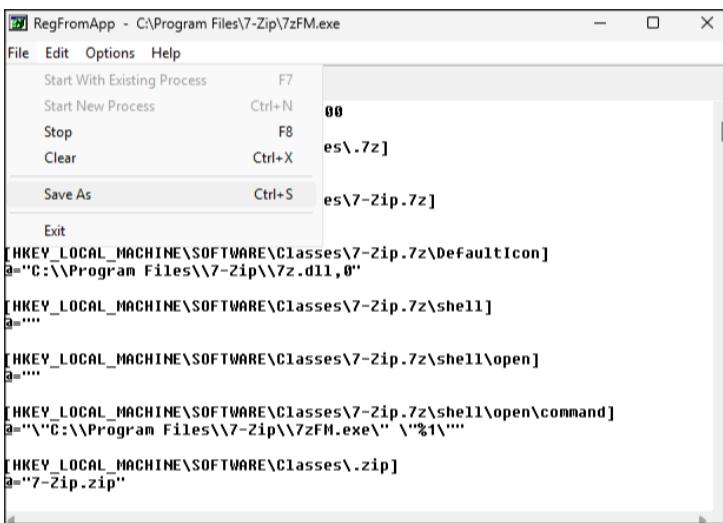 RegFromApp - C:\Program Files\7-Zip\7zFM.exe
File Edit Options Help
Start With Existing Process F7
Start New Process Ctrl+N
00
Stop F8
Clear Ctrl+X
es\.7z]
Save As Ctrl+S
es\7-Zip.7z]
Exit
[HKEY_LOCAL_MACHINE\SOFTWARE\Classes\7-Zip.7z\DefaultIcon]
@="C:\\Program Files\\7-Zip\\7z.dll,0"
[HKEY_LOCAL_MACHINE\SOFTWARE\Classes\7-Zip.7z\shell]
@=""
[HKEY_LOCAL_MACHINE\SOFTWARE\Classes\7-Zip.7z\shell\open]
@=""
[HKEY_LOCAL_MACHINE\SOFTWARE\Classes\7-Zip.7z\shell\open\command]
@="\"C:\\Program Files\\7-Zip\\7zFM.exe\" \"%1\""
[HKEY_LOCAL_MACHINE\SOFTWARE\Classes\.zip]
@="7-Zip.zip"